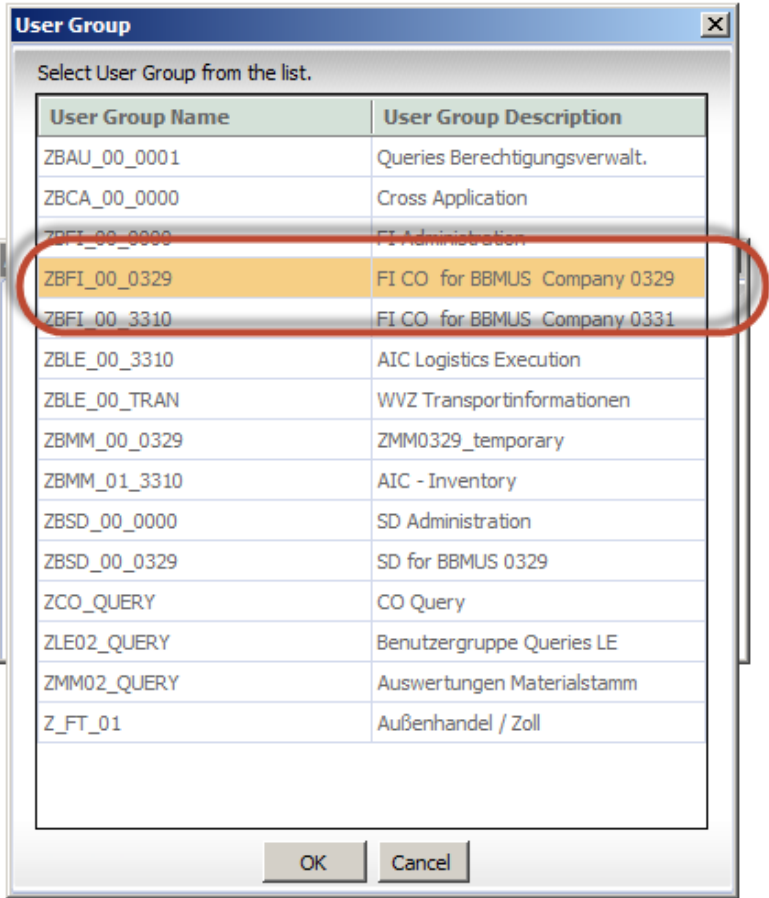 User Group
Select User Group from the list.
User Group Name User Group Description
ZBAU_00_0001 Queries Berechtigungsverwalt.
ZBCA_00_0000 Cross Application
ZBFI_00_0000 FI Administration
ZBFI_00_0329 FI CO for BBMUS Company 0329
ZBFI_00_3310 FI CO for BBMUS Company 0331
ZBLE_00_3310 AIC Logistics Execution
ZBLE_00_TRAN WVZ Transportinformationen
ZBMM_00_0329 ZMM0329_temporary
ZBMM_01_3310 AIC - Inventory
ZBSD_00_0000 SD Administration
ZBSD_00_0329 SD for BBMUS 0329
ZCO_QUERY CO Query
ZLE02_QUERY Benutzergruppe Queries LE
ZMM02_QUERY Auswertungen Materialstamm
Z_FT_01 Außenhandel / Zoll
OK Cancel